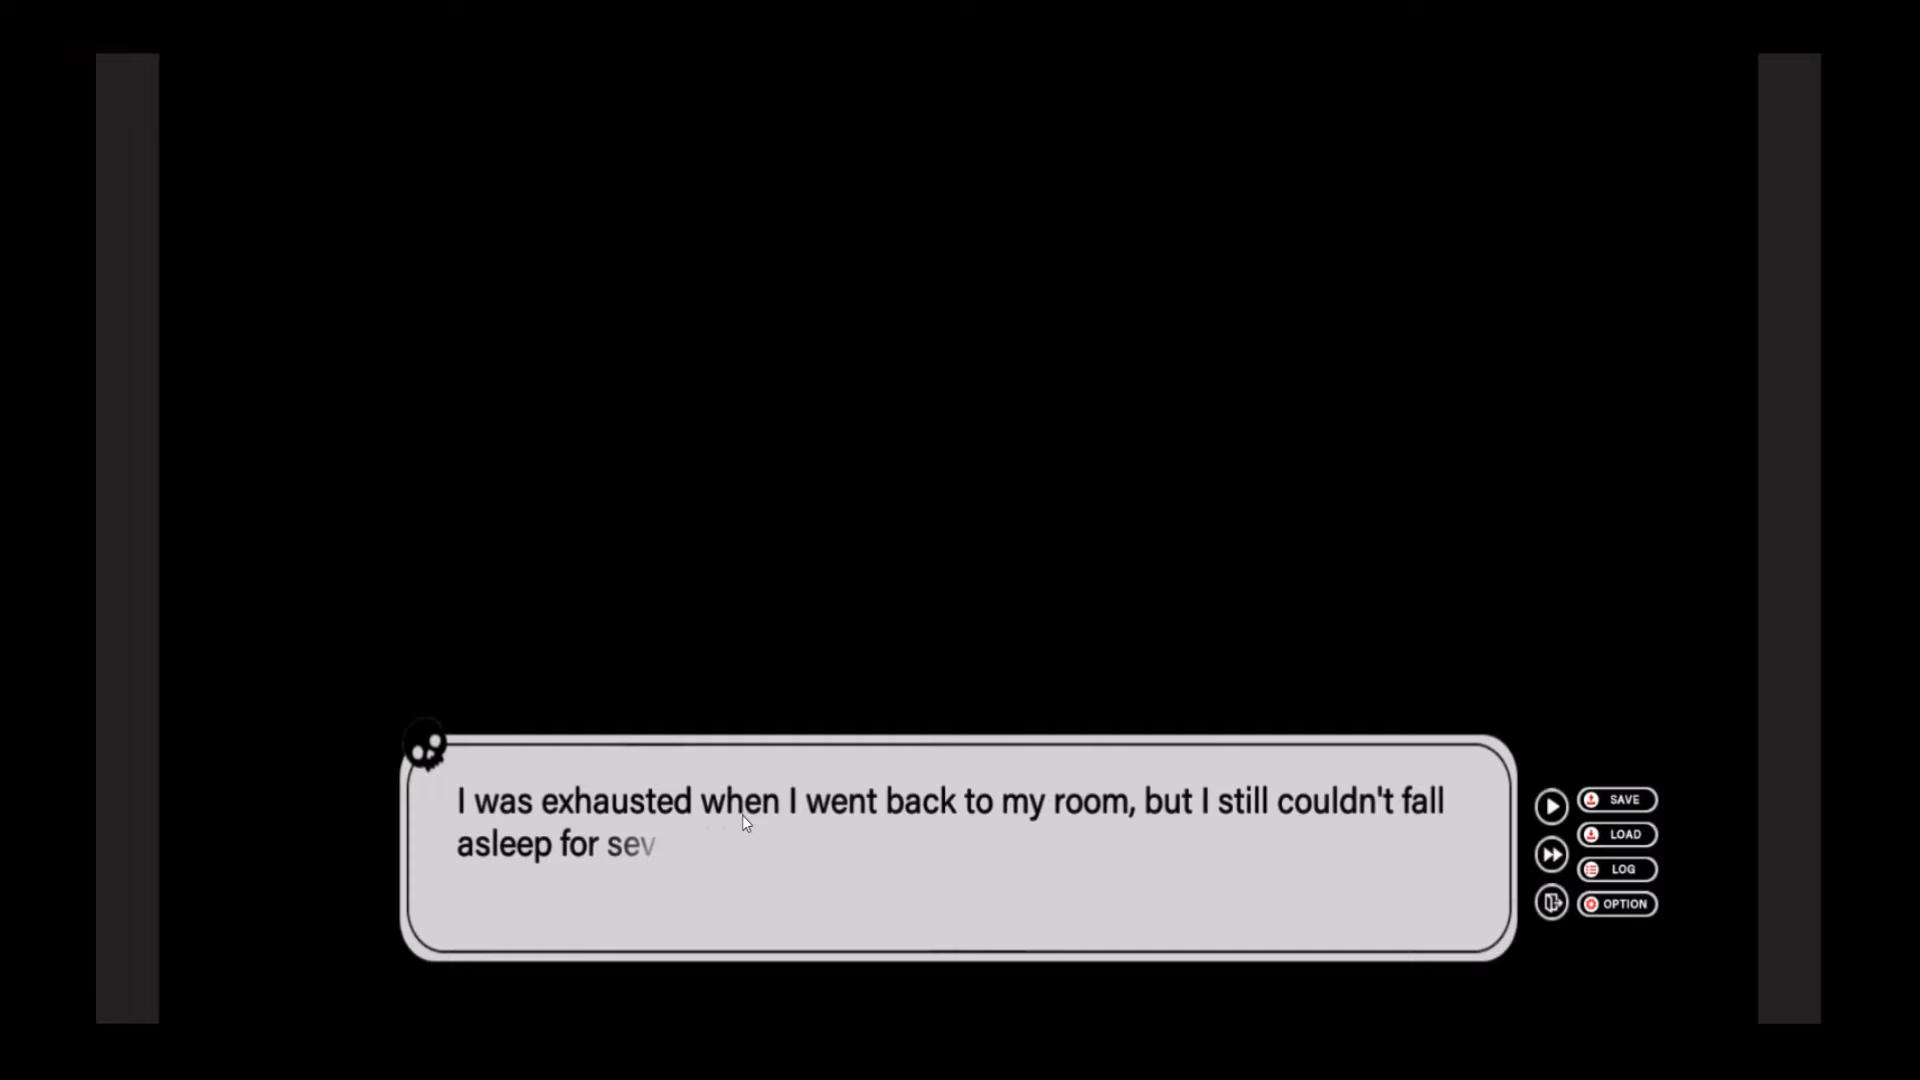 I was exhausted when I went back to my room, but I still couldn't fall
asleep for sev
SAVE
LOAD
LOG
OPTION